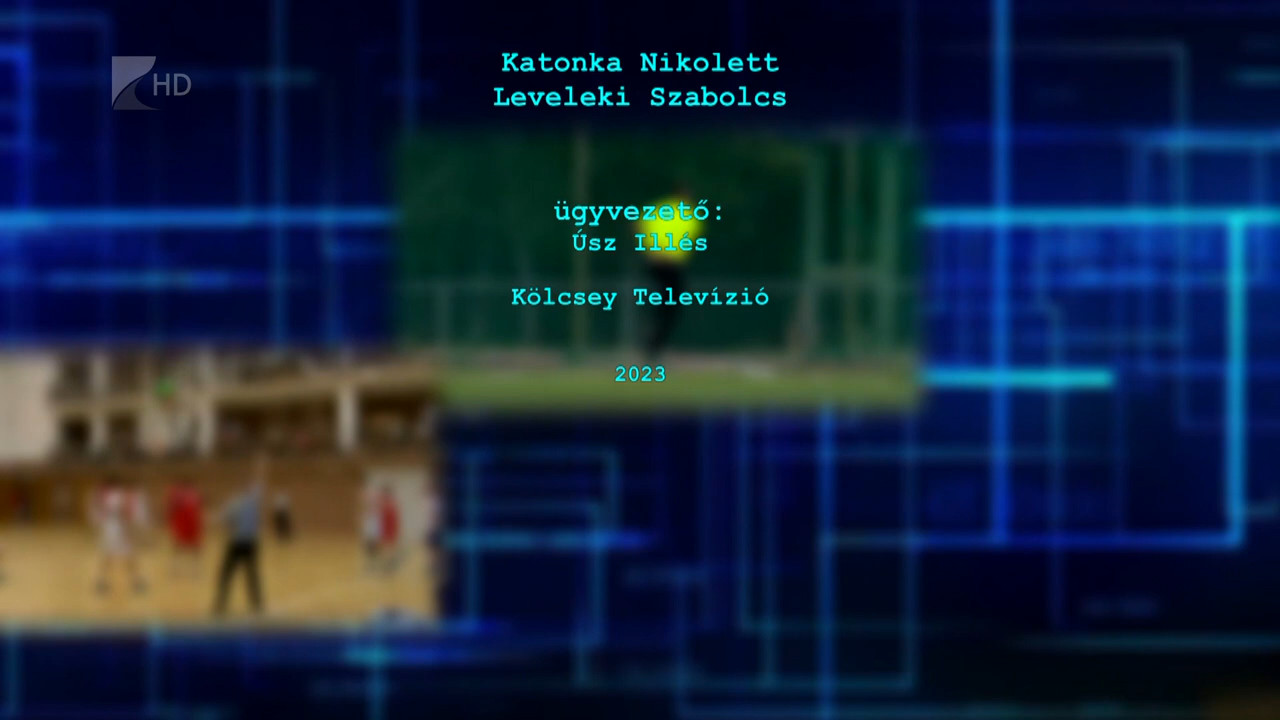 HD
Katonka Nikolett
Leveleki Szabolcs
ügyvezető:
Úsz Illés
Kölcsey Televízió
2023